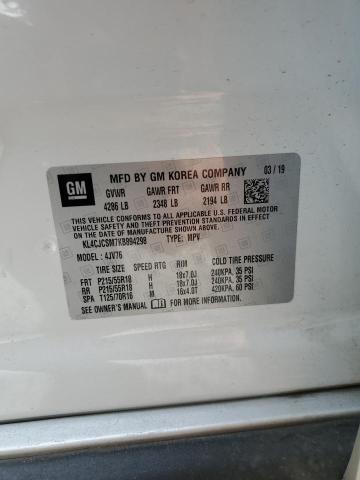 GM
MFD BY GM KOREA COMPANY 03/19
GVWR GAWR FRT GAWR RR
4286 LB 2348 LB 2194 LB
THIS VEHICLE CONFORMS TO ALL APPLICABLE U.S. FEDERAL MOTOR
VEHICLE SAFETY, BUMPER, AND THEFT PREVENTION STANDARDS IN
EFFECT ON THE DATE OF MANUFACTURE SHOWN ABOVE.
KL4CJCSM7KB894298 TYPE: MPV
MODEL: 4JV76
TIRE SIZE SPEED RTG RIM COLD TIRE PRESSURE
FRT P215/55R18 H 18x7.0J 240KPA, 35 PSI
RR P215/55R18 H 18x7.0J 240KPA, 35 PSI
SPA T125/70R16 M 16x4.0T 420KPA, 60 PSI
SEE OWNER'S MANUAL FOR MORE INFORMATION.